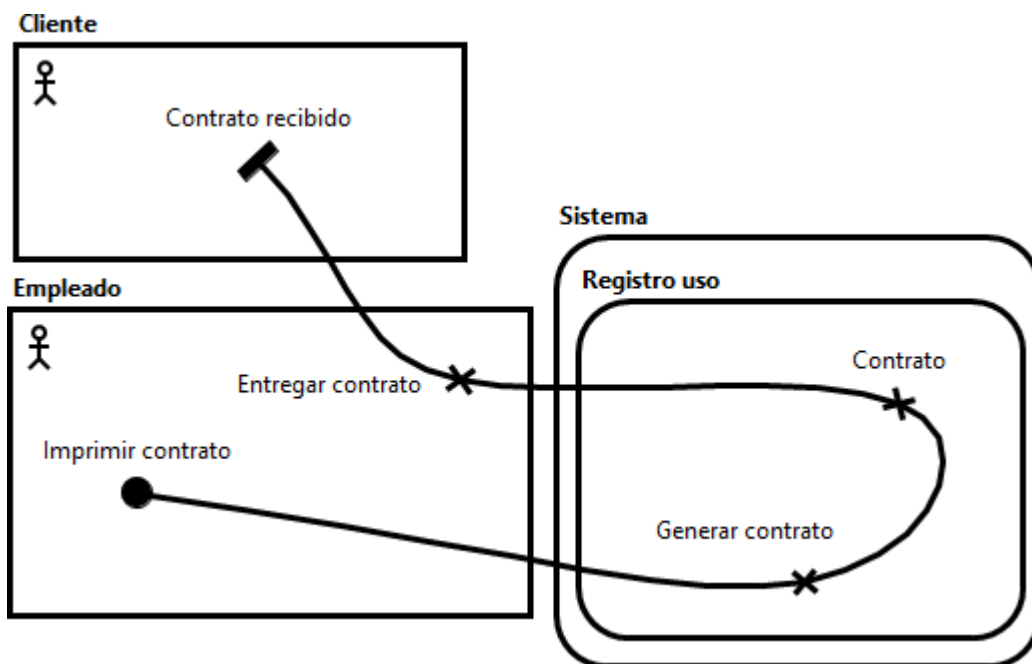 Cliente
Contrato recibido
Sistema
Empleado
Registro uso
Contrato
Entregar contrato
Imprimir contrato
Generar contrato